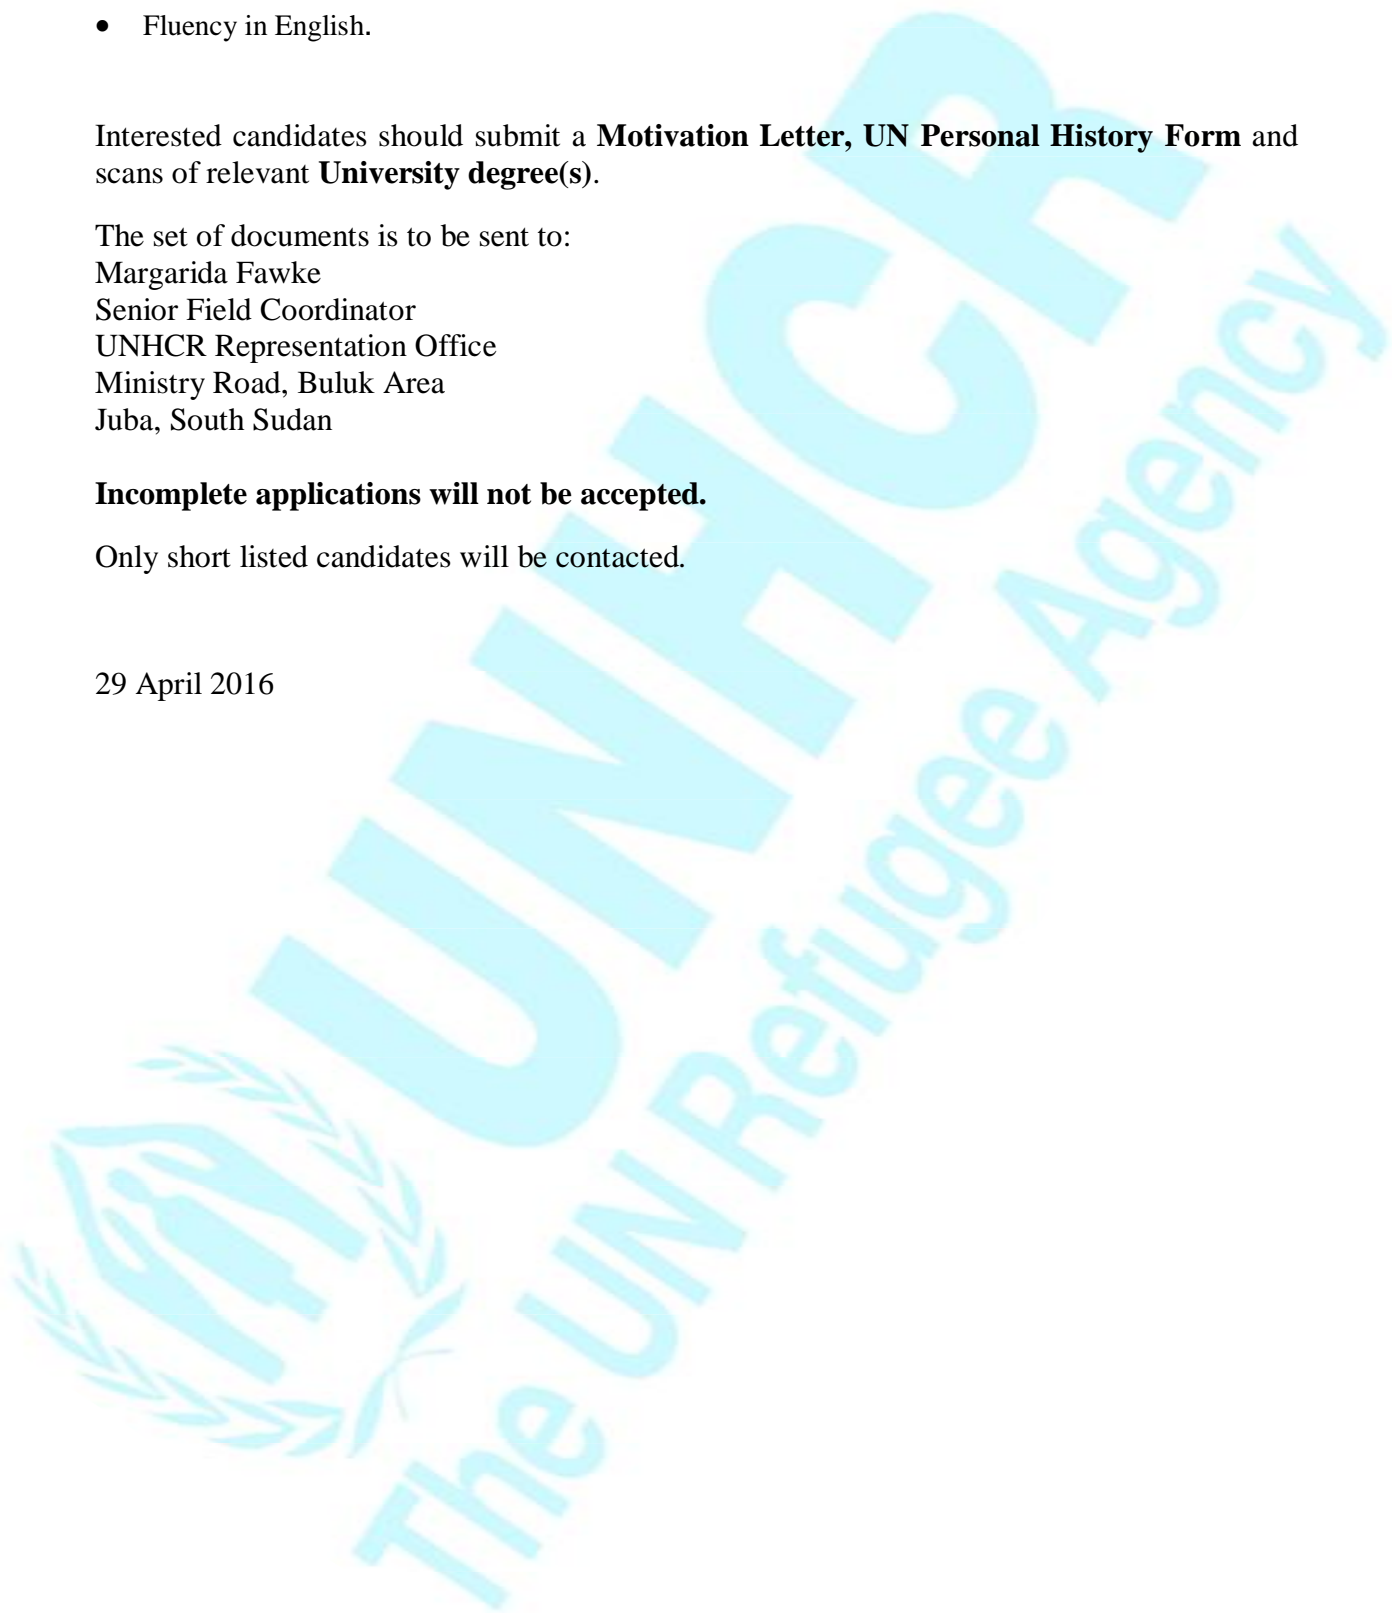 • Fluency in English.
Interested candidates should submit a Motivation Letter, UN Personal History Form and
scans of relevant University degree(s).
The set of documents is to be sent to:
Margarida Fawke
Senior Field Coordinator
UNHCR Representation Office
Ministry Road, Buluk Area
Juba, South Sudan
Incomplete applications will not be accepted.
Only short listed candidates will be contacted.
29 April 2016
UNHCR
The UN Refugee Agency